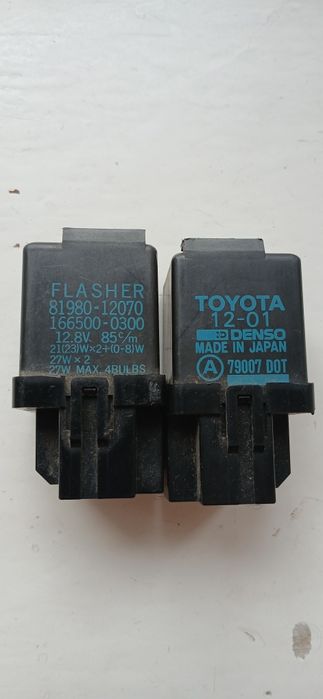 FLASHER
81980-12070
166500-0300
12.8V 85c/m
21(23)W×2+(0-8)W
27W×2
27W MAX. 4BULBS
TOYOTA
12-01
DENSO
MADE IN JAPAN
A 79007 DOT